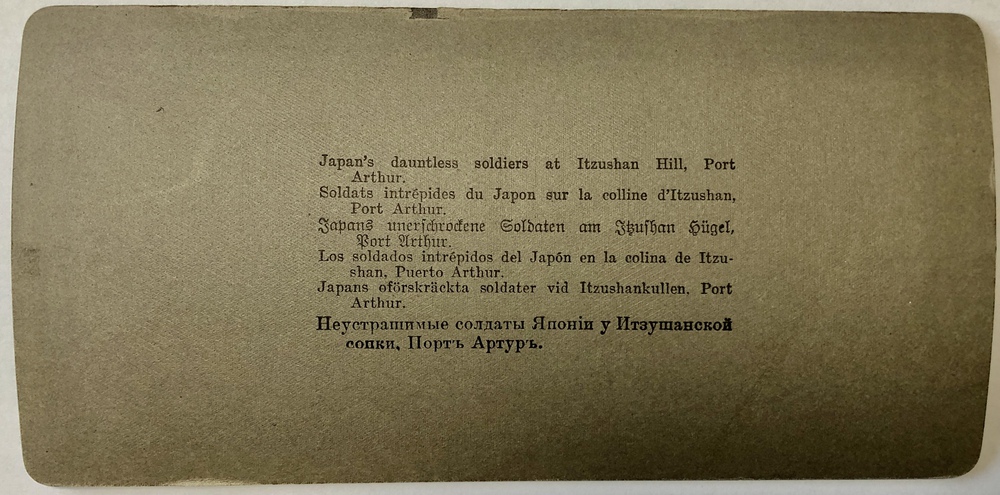 Japan's dauntless soldiers at Itzushan Hill, Port
Arthur.
Soldats intrépides du Japon sur la colline d'Itzushan,
Port Arthur.
Japans unerschrockene Soldaten am Itzushan Hügel,
Port Arthur.
Los soldados intrépidos del Japón en la colina de Itzu-
shan, Puerto Arthur.
Japans oförskräckta soldater vid Itzushankullen. Port
Arthur.
Неустрашимые солдаты Японіи у Итзушанской
сопки, Портъ Артуръ.